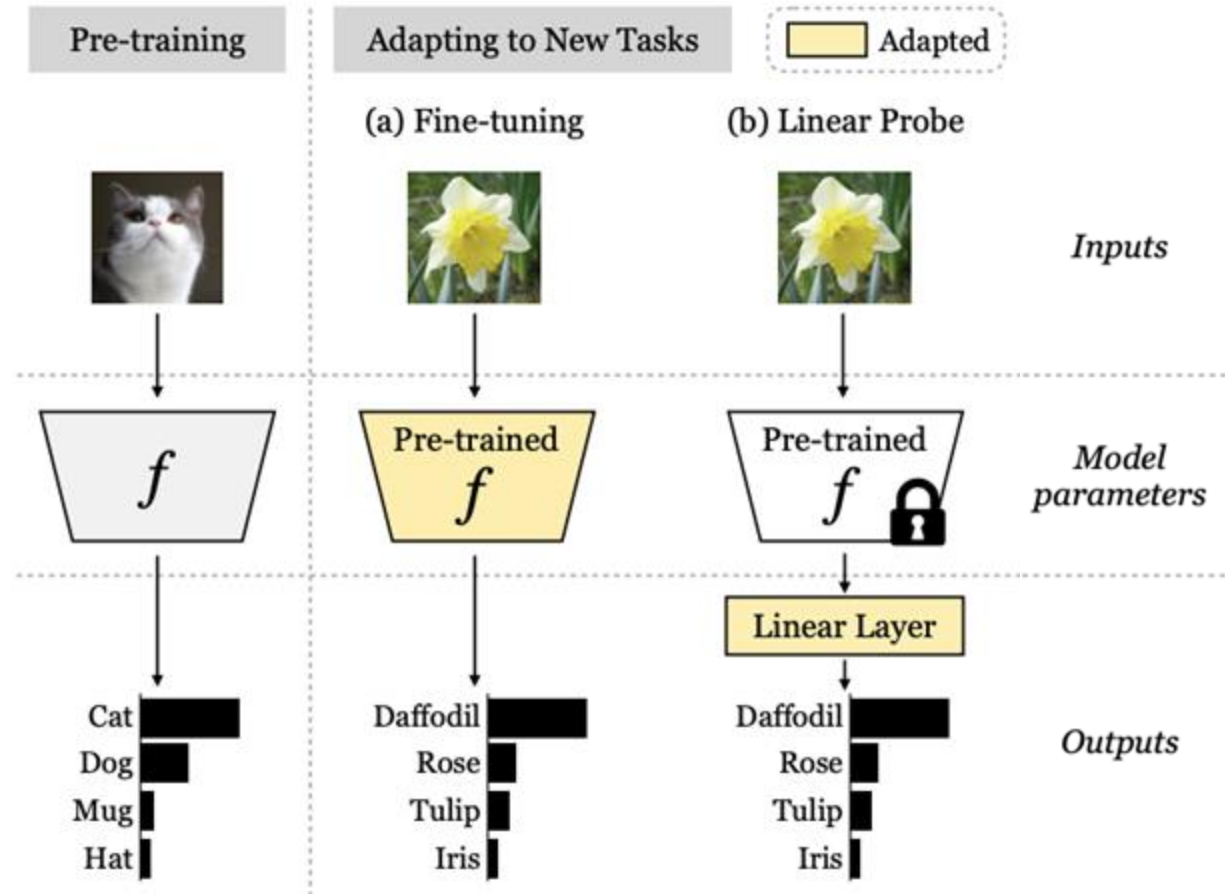 Pre-training
Adapting to New Tasks
Adapted
(a) Fine-tuning
(b) Linear Probe
Inputs
f
Pre-trained
f
Pre-trained
f
Model
parameters
Linear Layer
Cat
Dog
Mug
Hat
Daffodil
Rose
Tulip
Iris
Daffodil
Rose
Tulip
Iris
Outputs